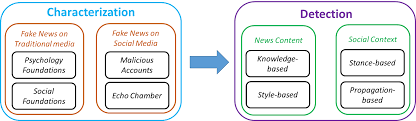 Characterization
Fake News on
Traditional media
Psychology
Foundations
Social
Foundations
Fake News on
Social Media
Malicious
Accounts
Echo Chamber
Detection
News Content
Knowledge-
based
Style-based
Social Context
Stance-based
Propagation-
based